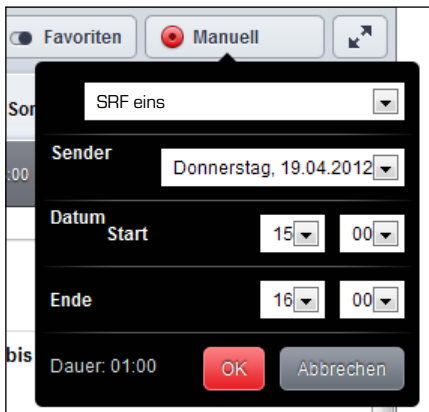 Favoriten Manuell
Sor
SRF eins
Sender
:00 Donnerstag, 19.04.2012
Datum
Start 15 00
Ende 16 00
bis Dauer: 01:00 OK Abbrechen